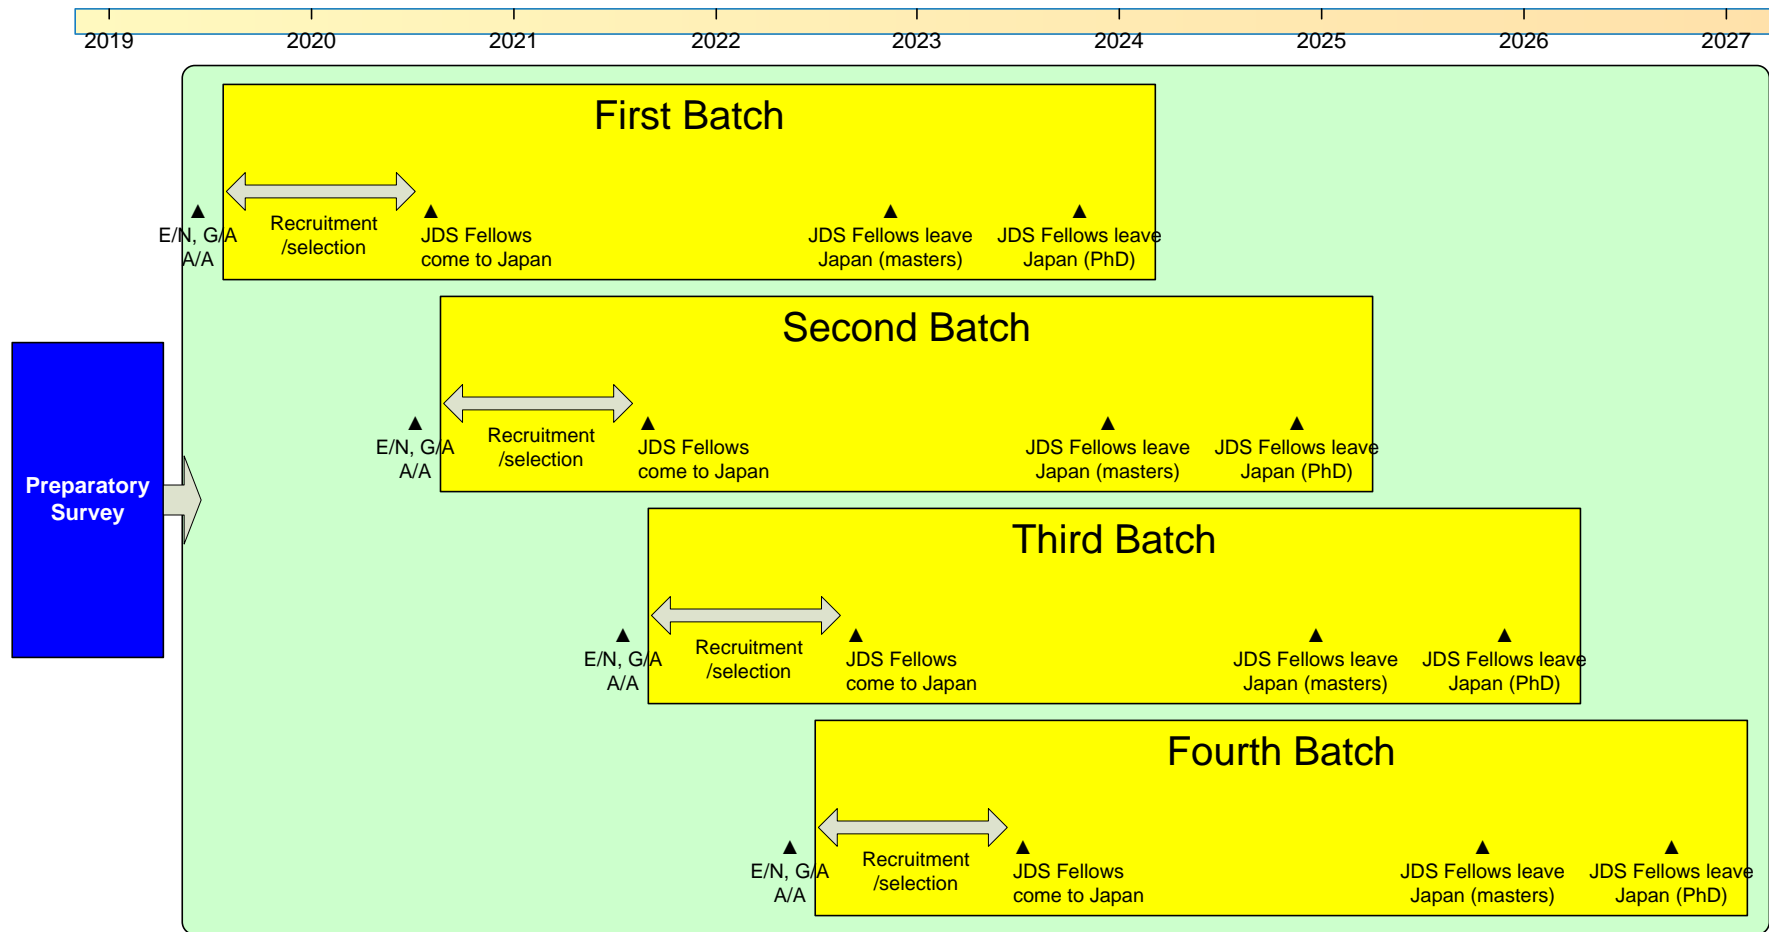 2019 2020 2021 2022 2023 2024 2025 2026 2027
First Batch
E/N, G/A
A/A
Recruitment
/selection
JDS Fellows
come to Japan
JDS Fellows leave
Japan (masters)
JDS Fellows leave
Japan (PhD)
Second Batch
E/N, G/A
A/A
Recruitment
/selection
JDS Fellows
come to Japan
JDS Fellows leave
Japan (masters)
JDS Fellows leave
Japan (PhD)
Preparatory
Survey
Third Batch
E/N, G/A
A/A
Recruitment
/selection
JDS Fellows
come to Japan
JDS Fellows leave
Japan (masters)
JDS Fellows leave
Japan (PhD)
Fourth Batch
E/N, G/A
A/A
Recruitment
/selection
JDS Fellows
come to Japan
JDS Fellows leave
Japan (masters)
JDS Fellows leave
Japan (PhD)